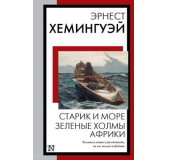 ЭРНЕСТ
ХЕМИНГУЭЙ
СТАРИК И МОРЕ
ЗЕЛЕНЫЕ ХОЛМЫ
АФРИКИ
N